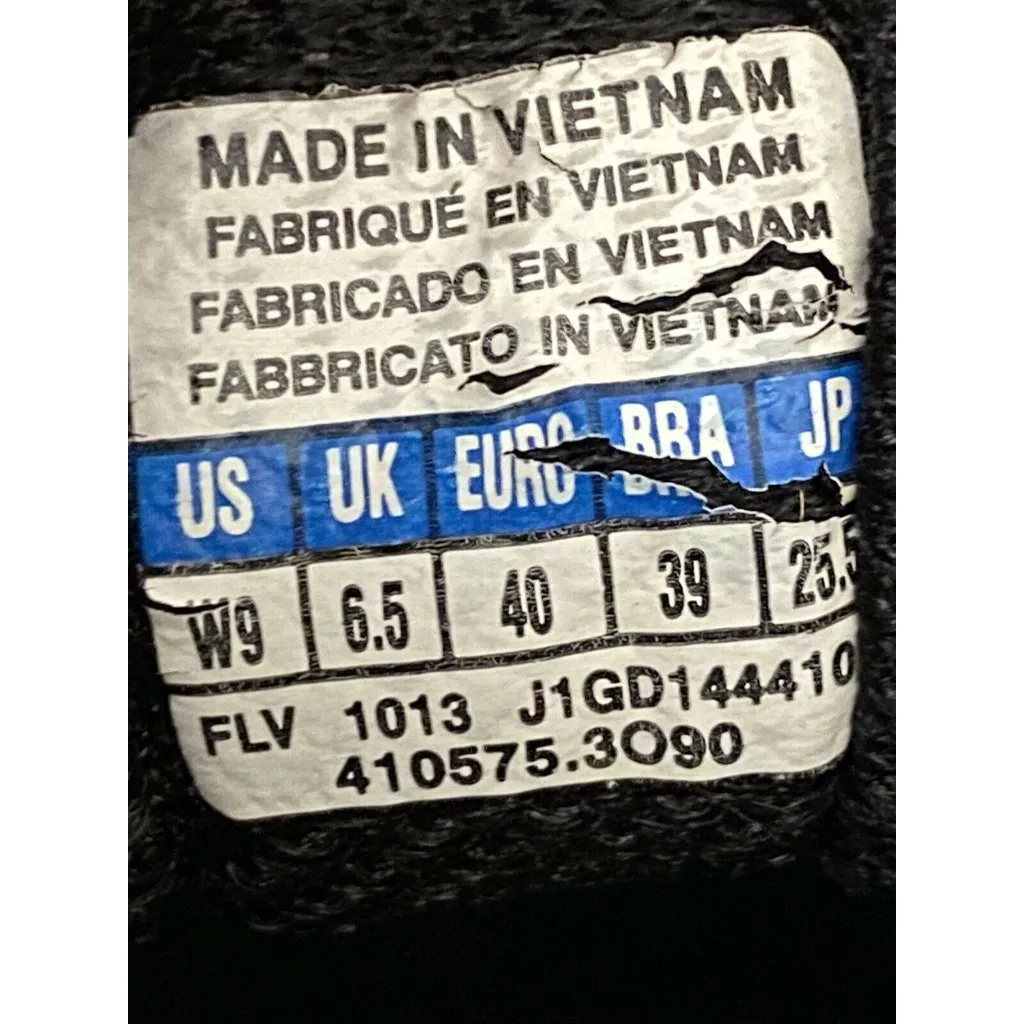 MADE IN VIETNAM
FABRIQUÉ EN VIETNAM
FABRICADO EN VIETNAM
FABBRICATO IN VIETNAM
US UK EURO BRA JP
W9 6.5 40 39 25.5
FLV 1013 J1GD144410
410575.3090